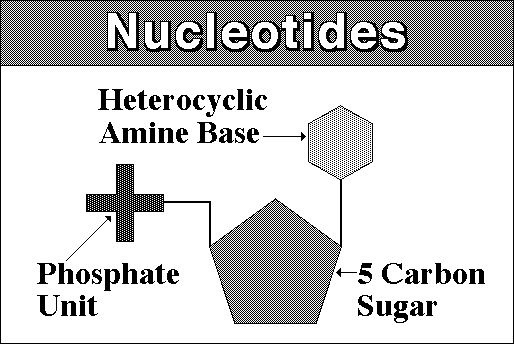 Nucleotides
Heterocyclic
Amine Base
Phosphate
Unit
5 Carbon
Sugar